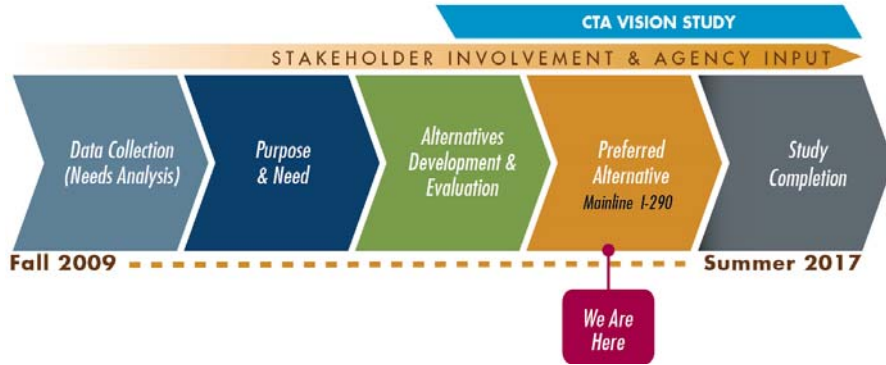 CTA VISION STUDY
STAKEHOLDER INVOLVEMENT & AGENCY INPUT
Data Collection
(Needs Analysis)
Purpose
& Need
Alternatives
Development &
Evaluation
Preferred
Alternative
Mainline I-290
Study
Completion
Fall 2009
Summer 2017
We Are
Here